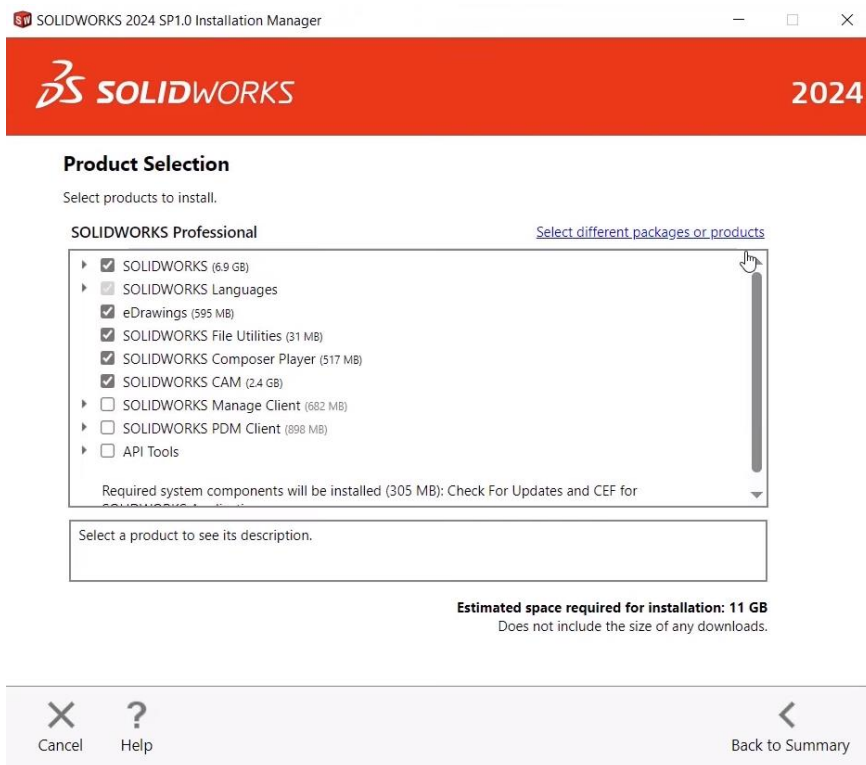 SOLIDWORKS 2024 SP1.0 Installation Manager
SOLIDWORKS
2024
Product Selection
Select products to install.
SOLIDWORKS Professional
Select different packages or products
SOLIDWORKS (6.9 GB)
SOLIDWORKS Languages
eDrawings (595 MB)
SOLIDWORKS File Utilities (31 MB)
SOLIDWORKS Composer Player (517 MB)
SOLIDWORKS CAM (2.4 GB)
SOLIDWORKS Manage Client (682 MB)
SOLIDWORKS PDM Client (898 MB)
API Tools
Required system components will be installed (305 MB): Check For Updates and CEF for
Select a product to see its description.
Estimated space required for installation: 11 GB
Does not include the size of any downloads.
Cancel
Help
Back to Summary